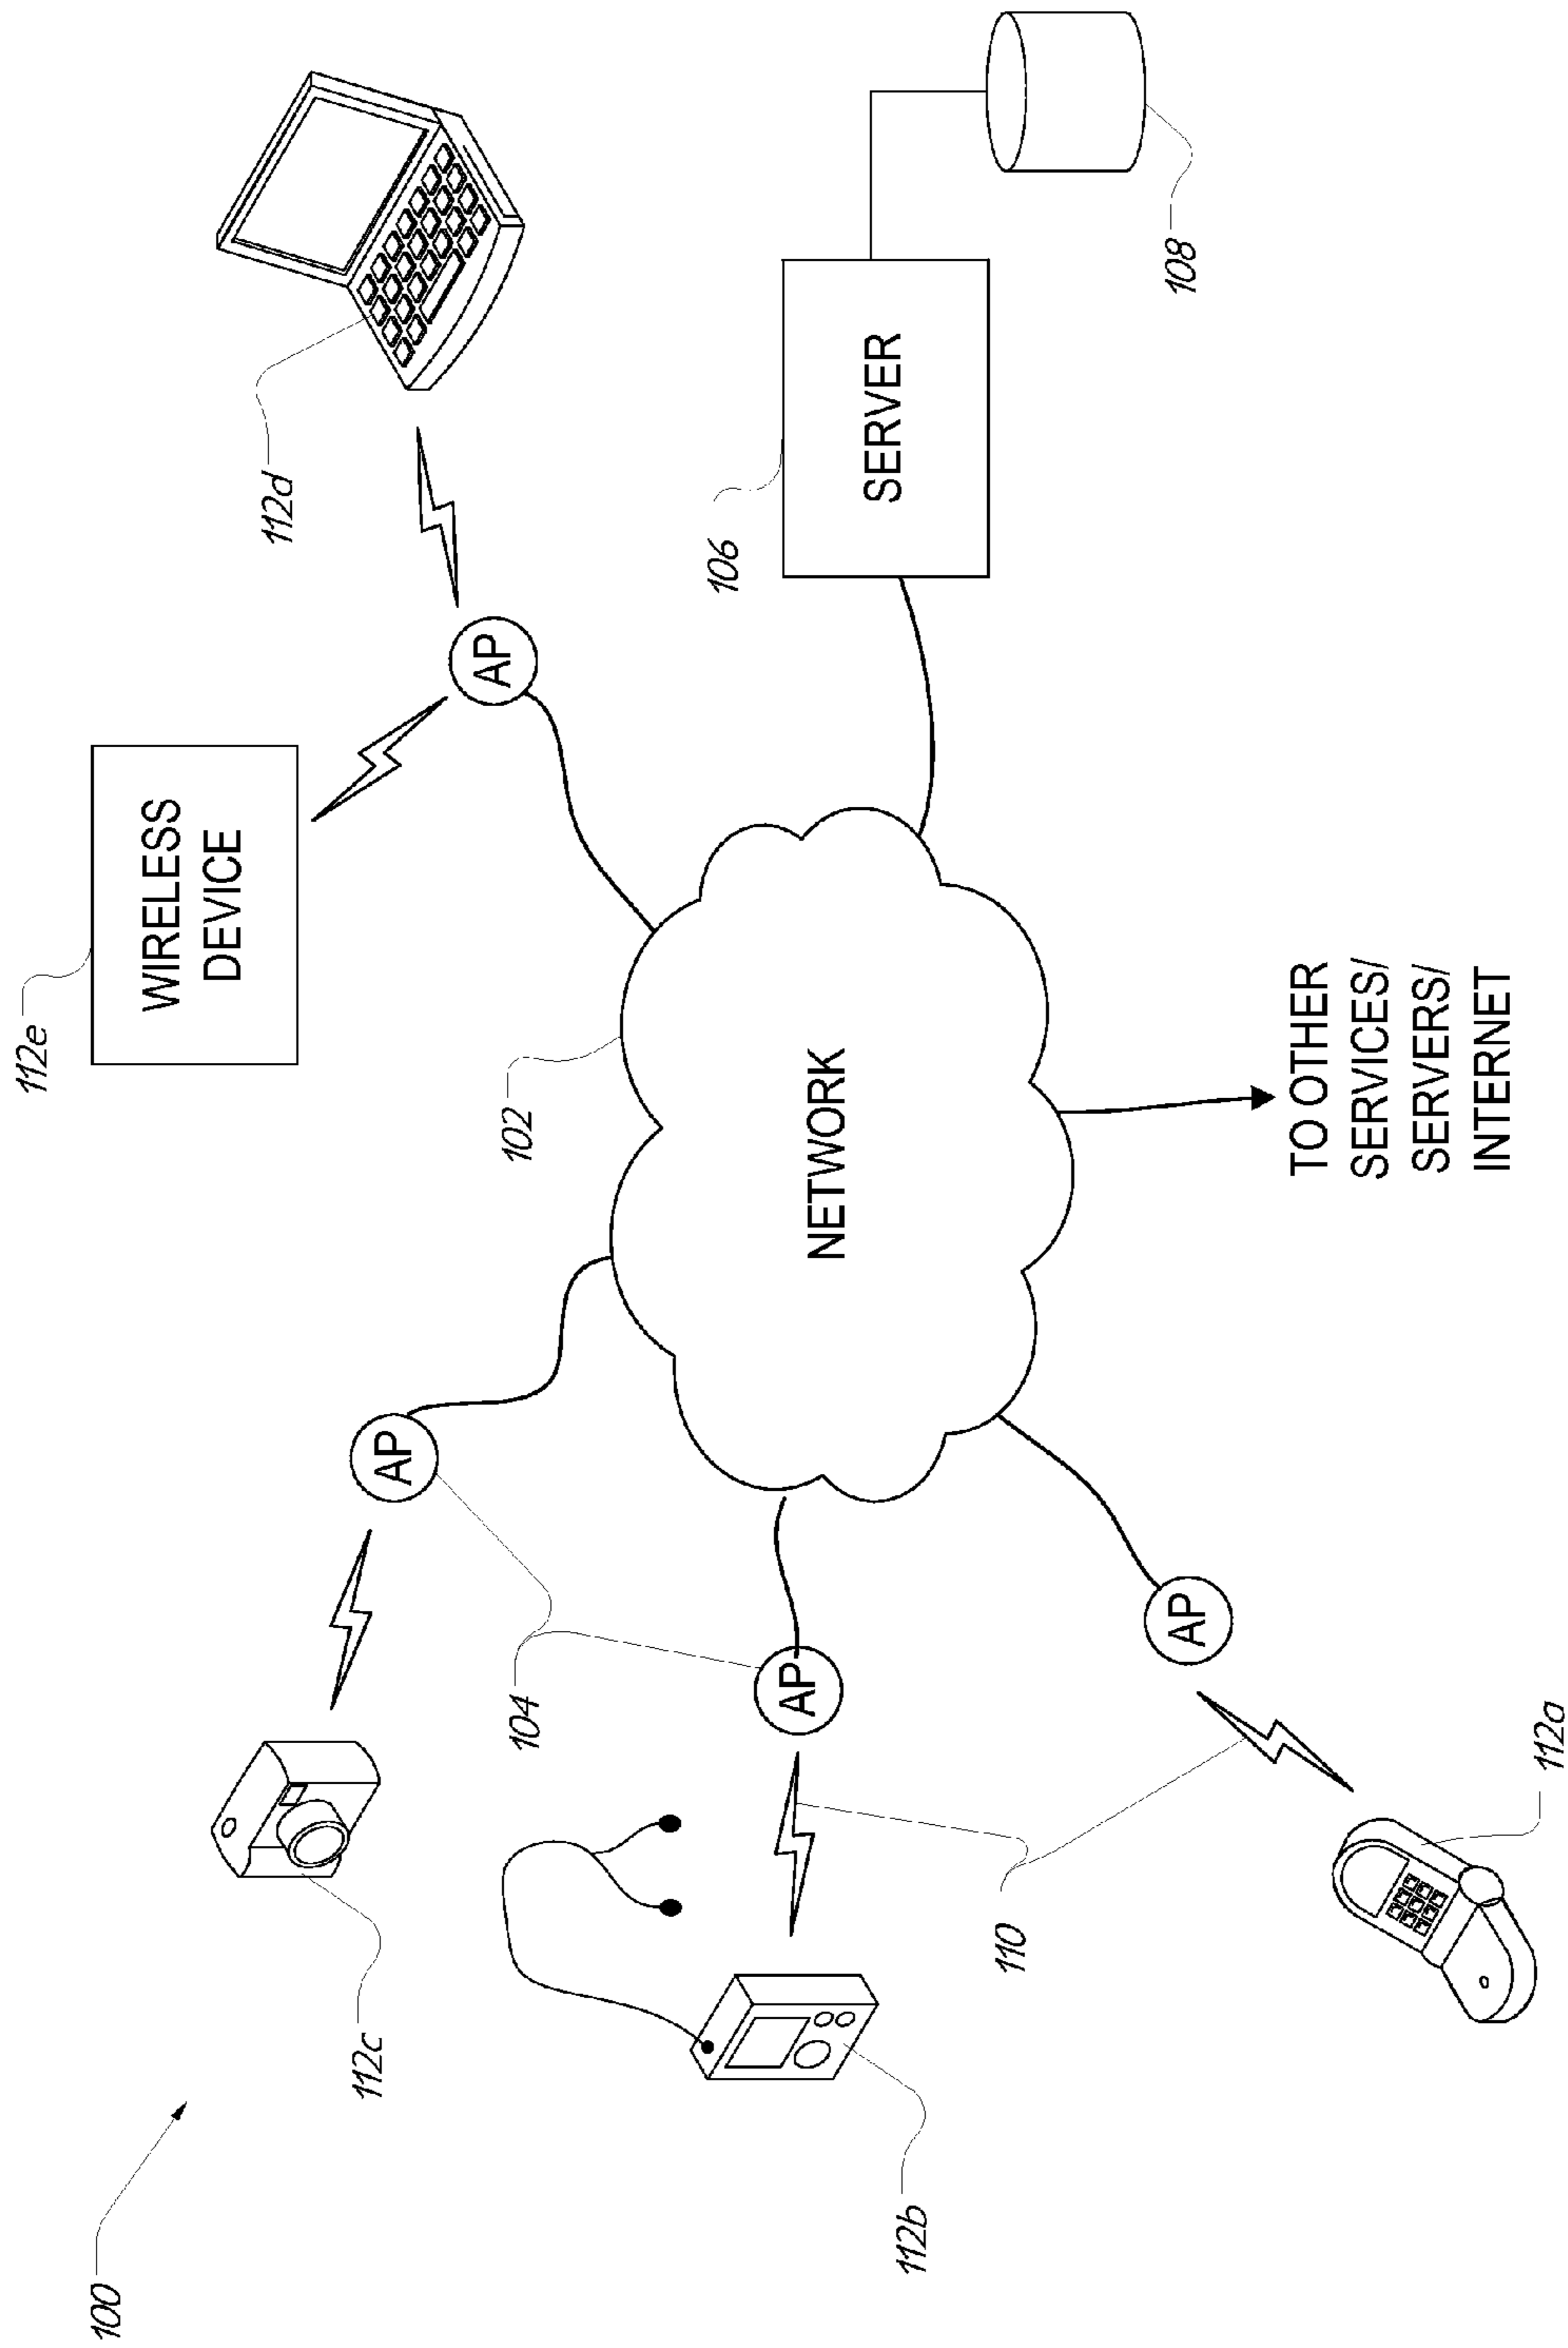 100
112c
104
112e
WIRELESS
DEVICE
112d
AP
AP
102
106
SERVER
108
NETWORK
112b
AP
110
AP
112a
TO OTHER
SERVICES/
SERVERS/
INTERNET